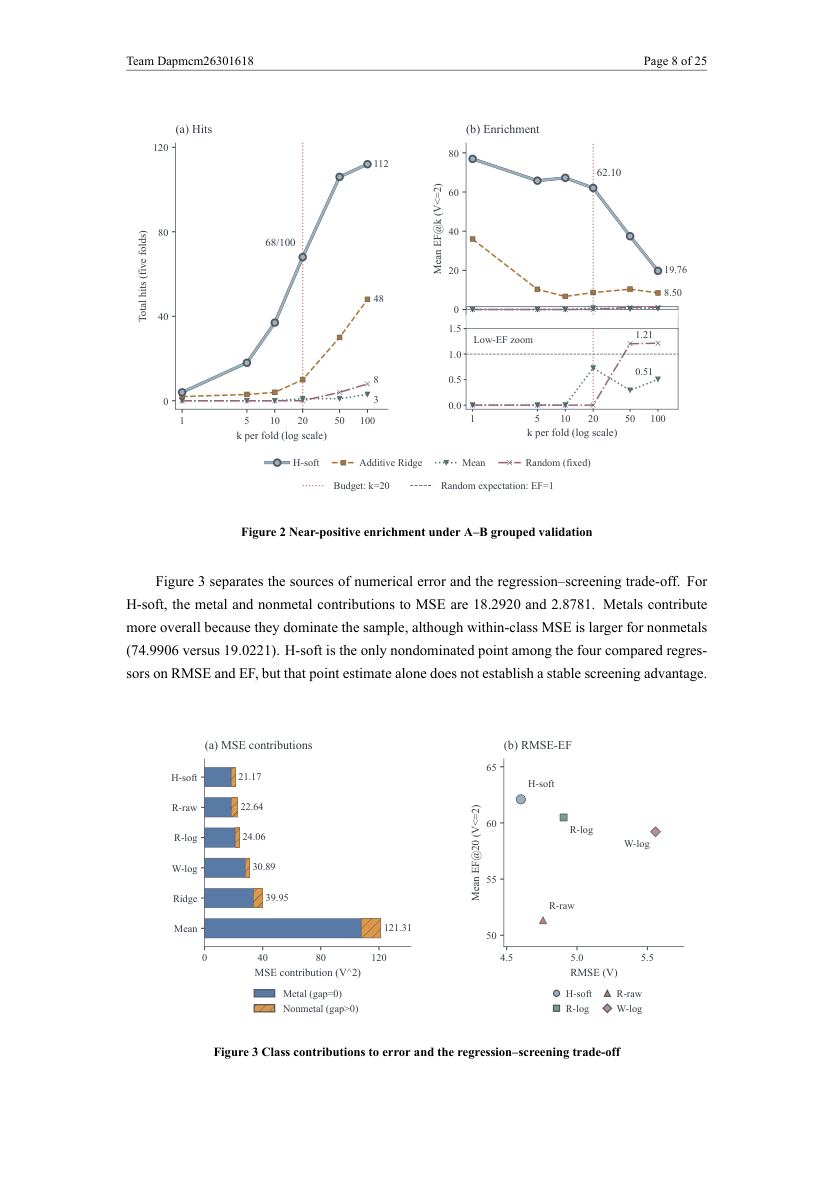 Team Dapmcm26301618
Page 8 of 25
(a) Hits
120
80
40
0
Total hits (five folds)
68/100
112
48
8
3
1 5 10 20 50 100
k per fold (log scale)
(b) Enrichment
80
60
40
20
0
Mean EF@k (V<=2)
62.10
19.76
8.50
1.5
1.0
0.5
0.0
Low-EF zoom
1.21
0.51
1 5 10 20 50 100
k per fold (log scale)
H-soft Additive Ridge Mean Random (fixed)
Budget: k=20 Random expectation: EF=1
Figure 2 Near-positive enrichment under A–B grouped validation
Figure 3 separates the sources of numerical error and the regression–screening trade-off. For
H-soft, the metal and nonmetal contributions to MSE are 18.2920 and 2.8781. Metals contribute
more overall because they dominate the sample, although within-class MSE is larger for nonmetals
(74.9906 versus 19.0221). H-soft is the only nondominated point among the four compared regres-
sors on RMSE and EF, but that point estimate alone does not establish a stable screening advantage.
(a) MSE contributions
H-soft 21.17
R-raw 22.64
R-log 24.06
W-log 30.89
Ridge 39.95
Mean 121.31
0 40 80 120
MSE contribution (V^2)
Metal (gap=0)
Nonmetal (gap>0)
(b) RMSE-EF
65
60
55
50
Mean EF@20 (V<=2)
H-soft
R-log
W-log
R-raw
4.5 5.0 5.5
RMSE (V)
H-soft R-raw
R-log W-log
Figure 3 Class contributions to error and the regression–screening trade-off